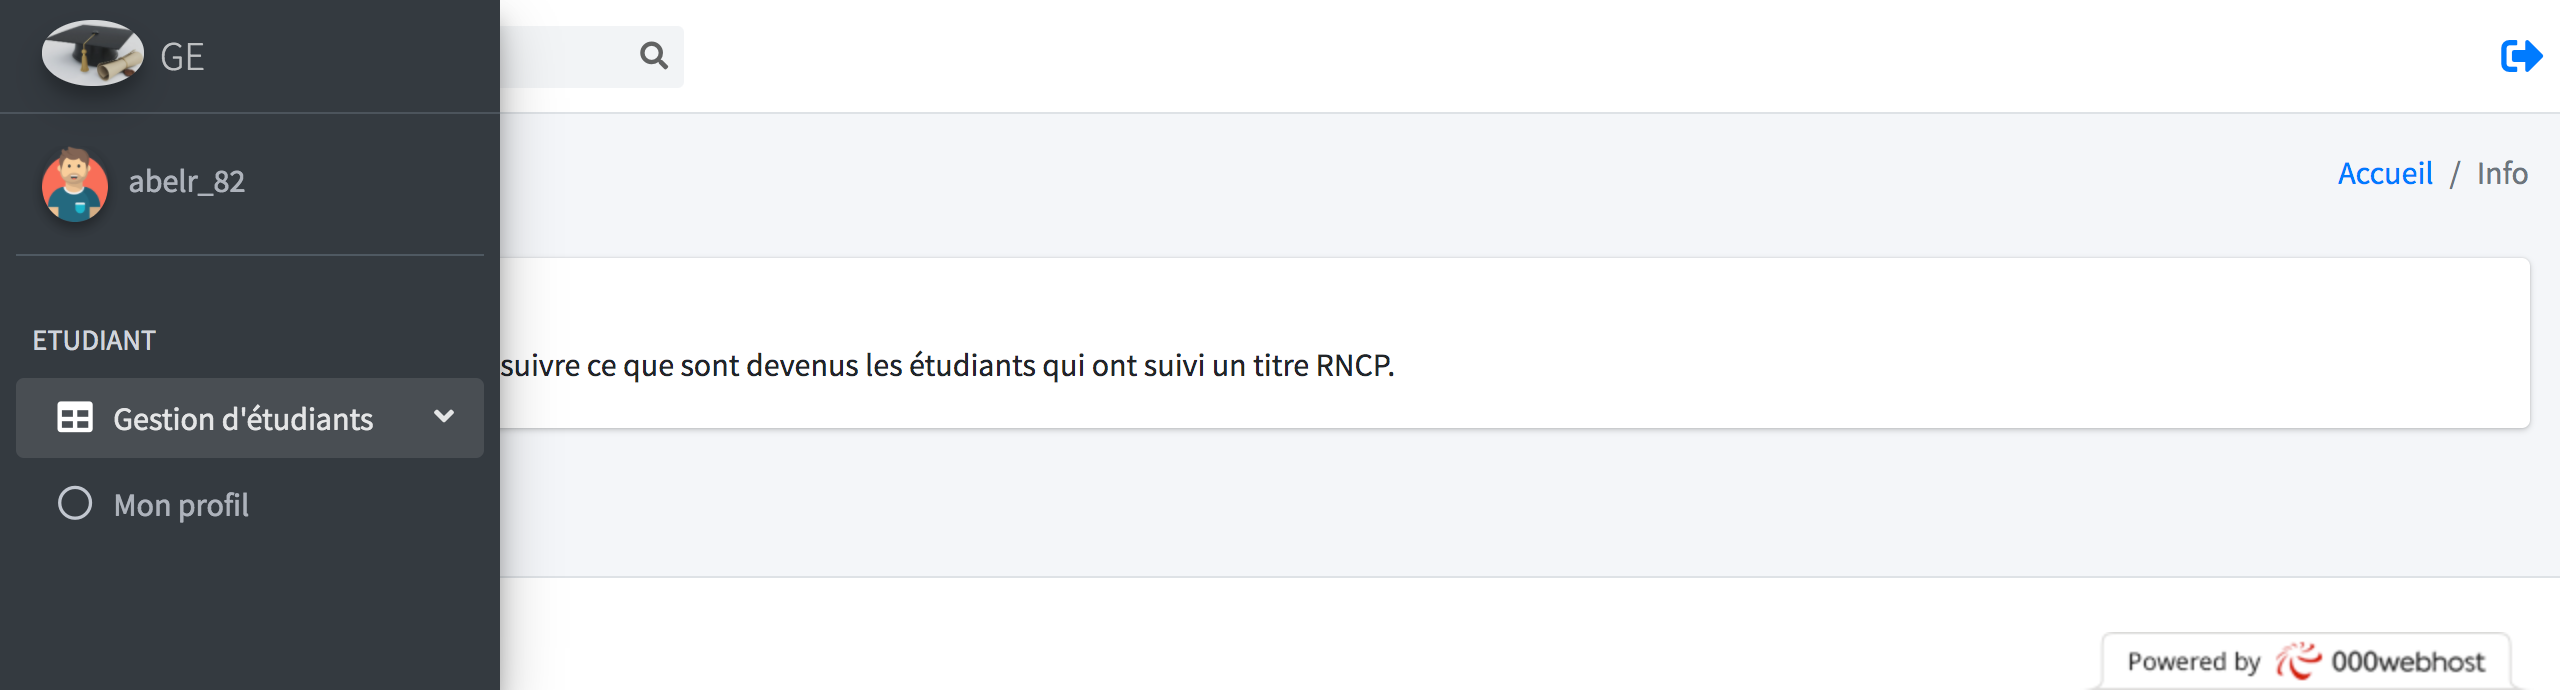 GE
abelr_82
Accueil / Info
ETUDIANT
suivre ce que sont devenus les étudiants qui ont suivi un titre RNCP.
Gestion d'étudiants
Mon profil
Powered by 000webhost